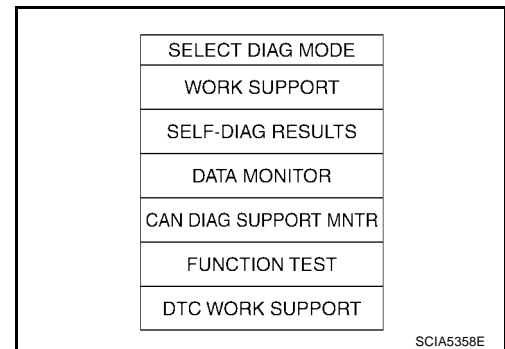 SELECT DIAG MODE
WORK SUPPORT
SELF-DIAG RESULTS
DATA MONITOR
CAN DIAG SUPPORT MNTR
FUNCTION TEST
DTC WORK SUPPORT
SCIA5358E